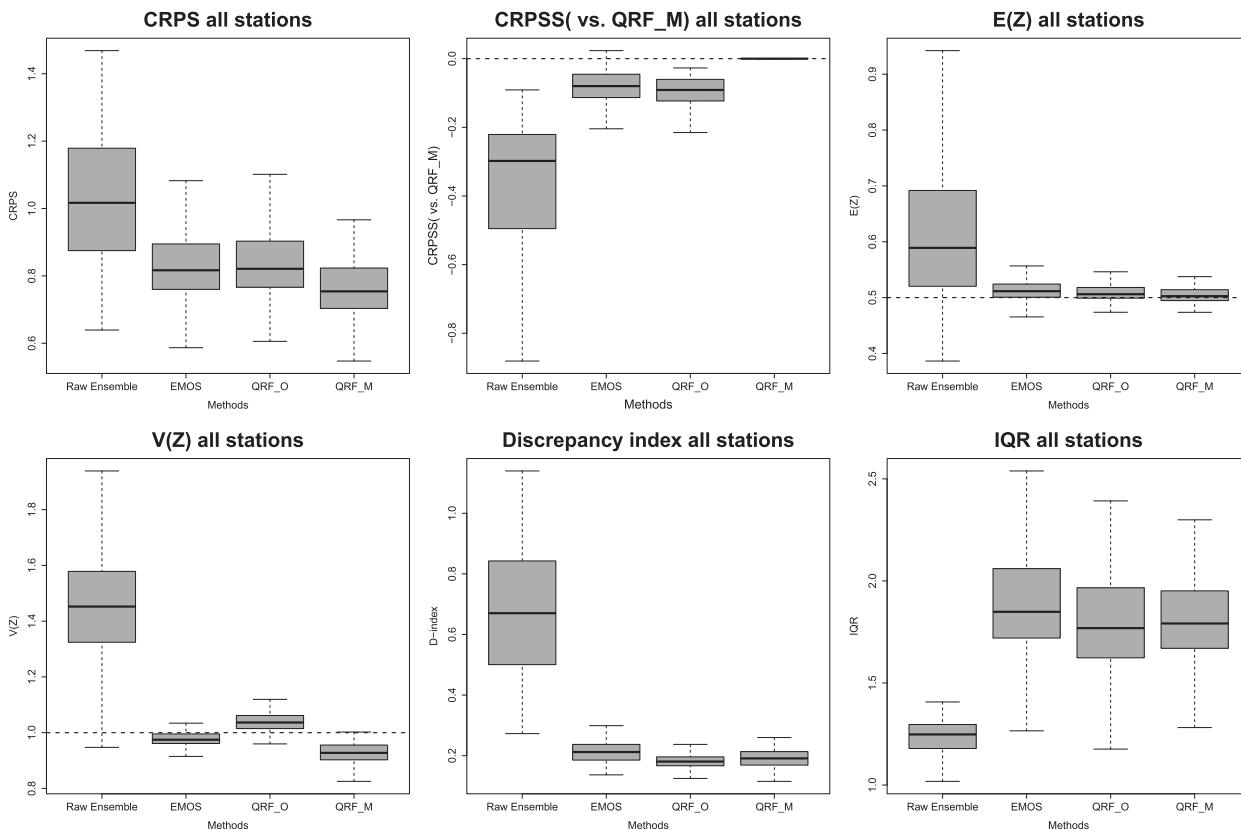 CRPS all stations
CRPS
1.4
1.2
1.0
0.8
0.6
Raw Ensemble EMOS QRF_O QRF_M
Methods
CRPSS( vs. QRF_M) all stations
CRPSS( vs. QRF_M)
0.0
−0.2
−0.4
−0.6
−0.8
Raw Ensemble EMOS QRF_O QRF_M
Methods
E(Z) all stations
E(Z)
0.9
0.8
0.7
0.6
0.5
0.4
Raw Ensemble EMOS QRF_O QRF_M
Methods
V(Z) all stations
V(Z)
1.8
1.6
1.4
1.2
1.0
0.8
Raw Ensemble EMOS QRF_O QRF_M
Methods
Discrepancy index all stations
D−index
1.0
0.8
0.6
0.4
0.2
Raw Ensemble EMOS QRF_O QRF_M
Methods
IQR all stations
IQR
2.5
2.0
1.5
1.0
Raw Ensemble EMOS QRF_O QRF_M
Methods